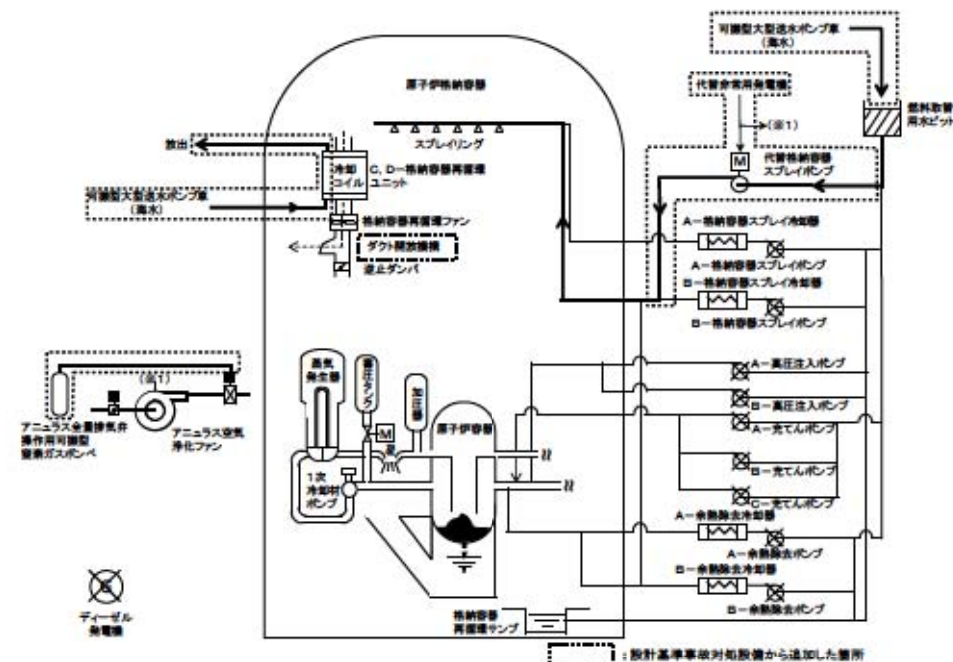 可搬型大型送水ポンプ車
(海水)
代替非常用発電機
燃料取替
用水ピット
原子炉格納容器
(※1)
スプレイリング
M
代替格納容器
スプレイポンプ
放出
冷却
コイル
C, D-格納容器再循環
ユニット
可搬型大型送水ポンプ車
(海水)
格納容器再循環ファン
ダクト開放機構
逆止ダンパ
A-格納容器スプレイ冷却器
A-格納容器スプレイポンプ
B-格納容器スプレイ冷却器
B-格納容器スプレイポンプ
蒸気
発生器
蓄圧タンク
加圧器
M
原子炉容器
A-高圧注入ポンプ
B-高圧注入ポンプ
A-充てんポンプ
B-充てんポンプ
C-充てんポンプ
(※1)
アニュラス全量排気弁
操作用可搬型
窒素ガスボンベ
アニュラス空気
浄化ファン
1次
冷却材
ポンプ
A-余熱除去冷却器
A-余熱除去ポンプ
B-余熱除去冷却器
B-余熱除去ポンプ
ディーゼル
発電機
格納容器
再循環サンプ
:設計基準事故対処設備から追加した箇所